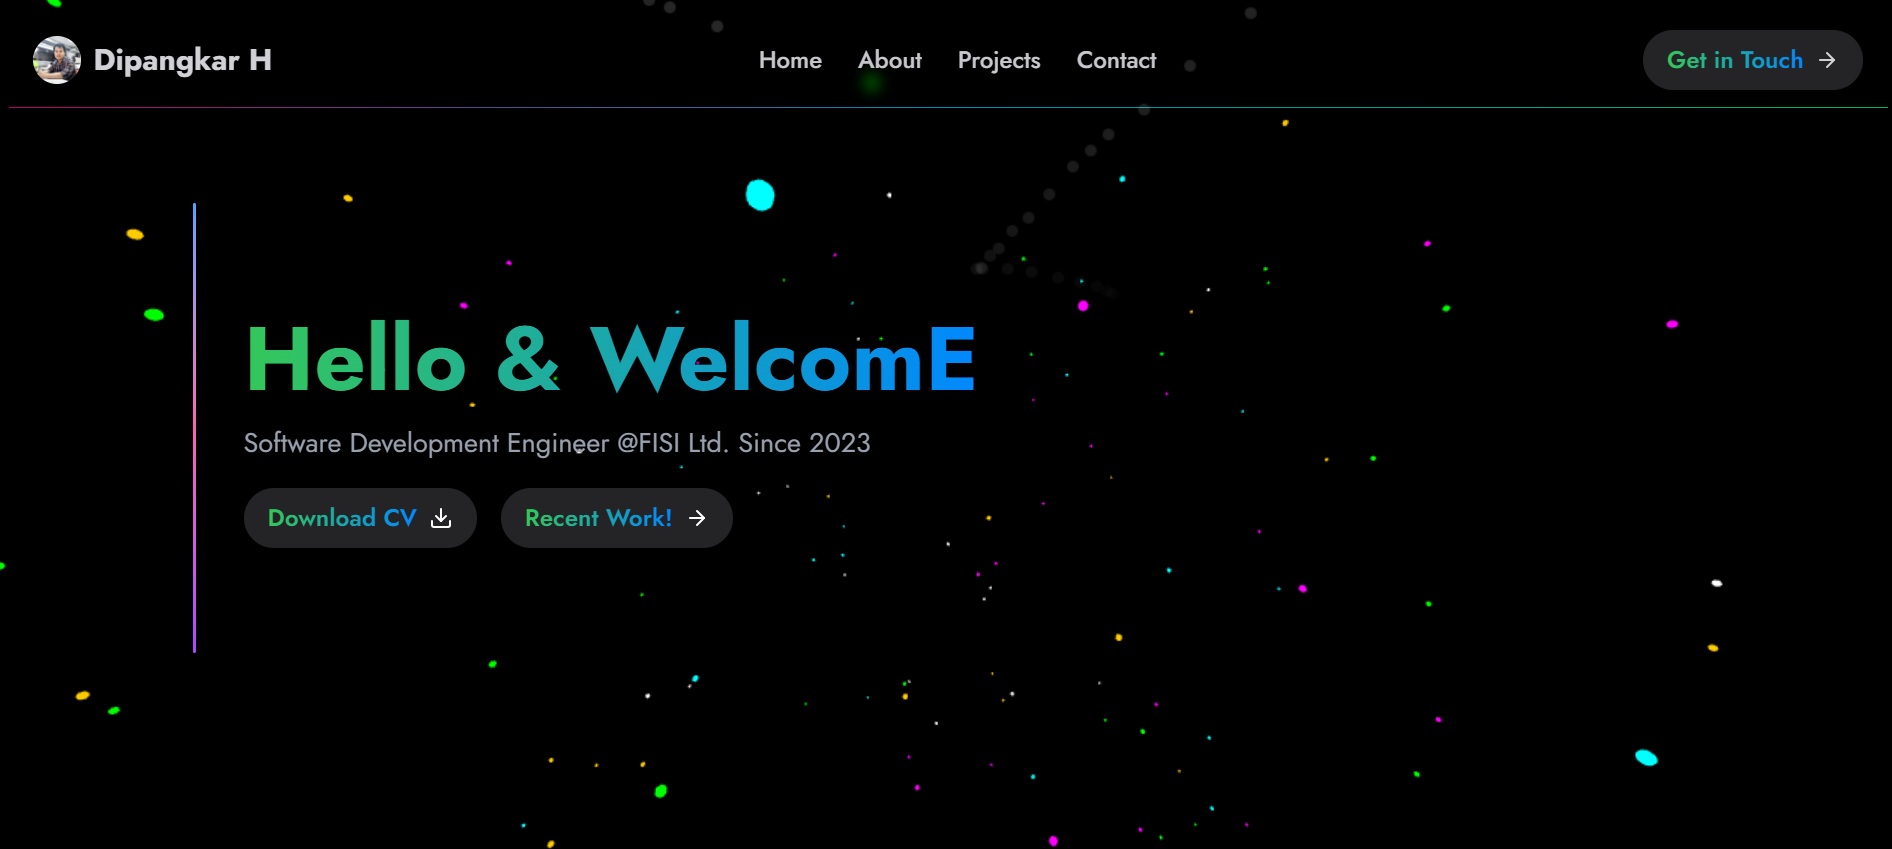 Dipangkar H
Home About Projects Contact
Get in Touch
Hello & WelcomE
Software Development Engineer @FISI Ltd. Since 2023
Download CV
Recent Work!